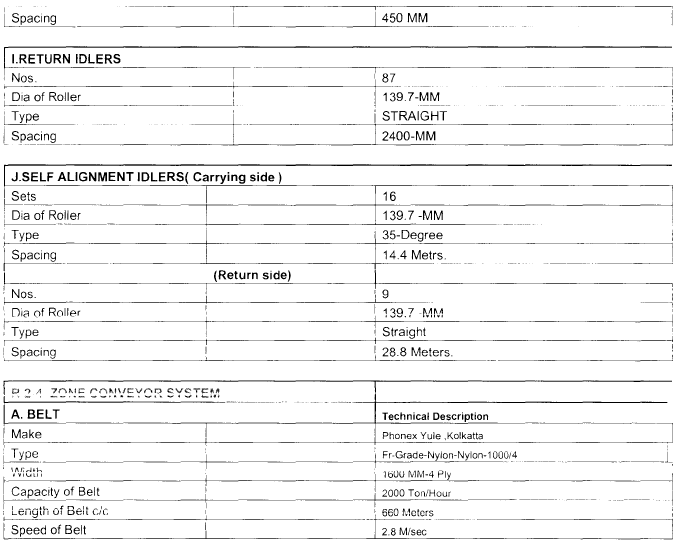 Spacing 450 MM
I.RETURN IDLERS
Nos. 87
Dia of Roller 139.7-MM
Type STRAIGHT
Spacing 2400-MM
J.SELF ALIGNMENT IDLERS( Carrying side )
Sets 16
Dia of Roller 139.7 -MM
Type 35-Degree
Spacing 14.4 Metrs.
(Return side)
Nos. 9
Dia of Roller 139.7 -MM
Type Straight
Spacing 28.8 Meters.
ZONE CONVEYOR SYSTEM
A. BELT Technical Description
Make Phonex Yule ,Kolkatta
Type Fr-Grade-Nylon-Nylon-1000/4
Width 1600 MM-4 Ply
Capacity of Belt 2000 Ton/Hour
Length of Belt c/c 660 Meters
Speed of Belt 2.8 M/sec